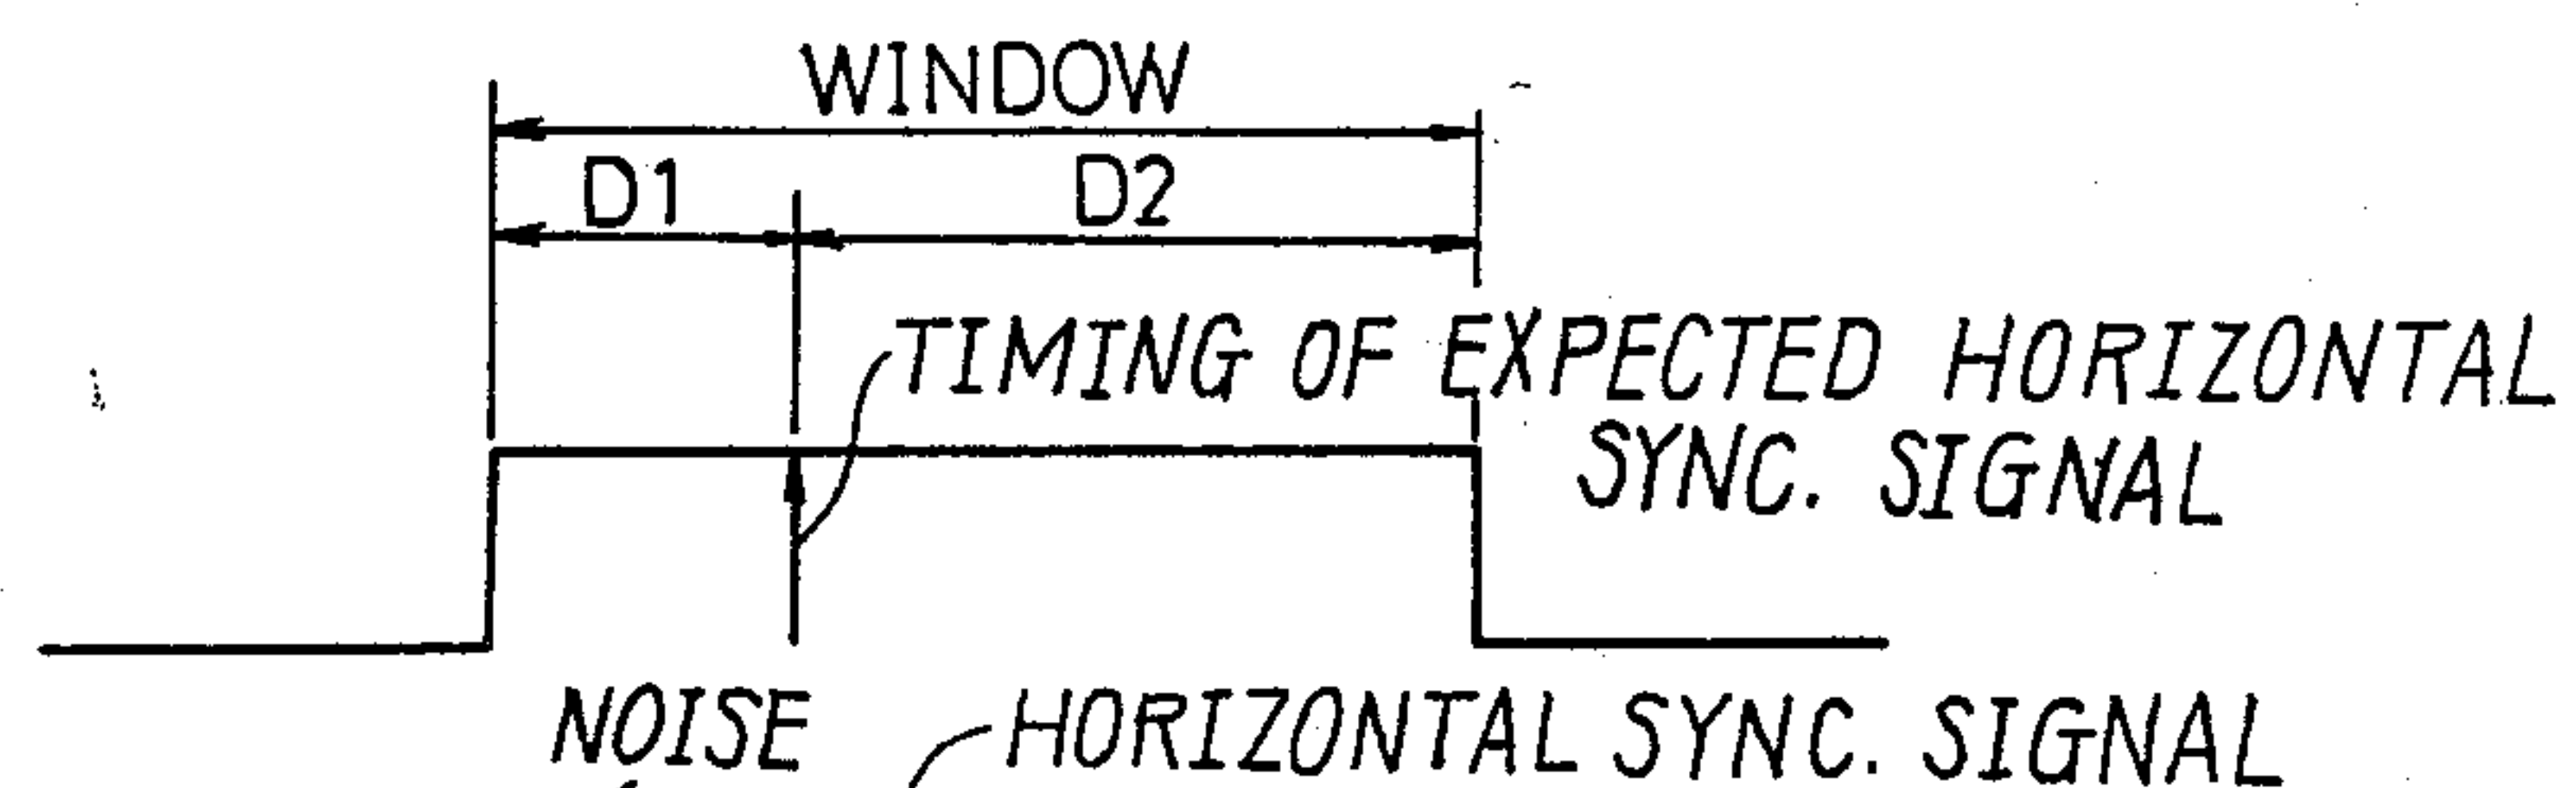 WINDOW
D1
D2
TIMING OF EXPECTED HORIZONTAL
SYNC. SIGNAL
NOISE
HORIZONTAL SYNC. SIGNAL